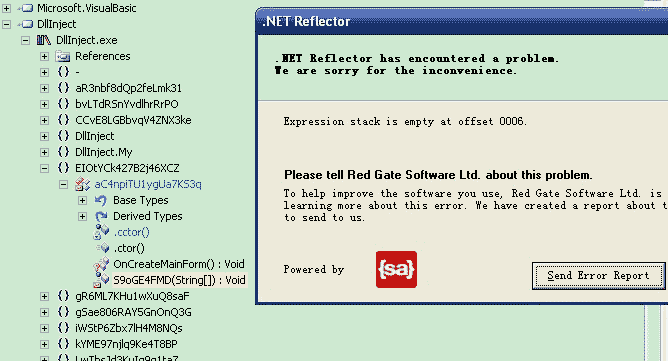 Microsoft.VisualBasic
DllInject
DllInject.exe
References
{} -
{} aR3nbf8dQp2feLmk31
{} bvLTdRSnYvdlhrRrPO
{} CCvE8LGBbvqV4ZNX3ke
{} DllInject
{} DllInject.My
{} EIOtYCk427B2j46XCZ
aC4npiTU1ygUa7KS3q
Base Types
Derived Types
.cctor()
.ctor()
OnCreateMainForm() : Void
S9oGE4FMD(String[]) : Void
{} gR6ML7KHu1wXuQ8saF
{} gSae806RAY5GnOnQ3G
{} iWStP6Zbx7lH4M8NQs
{} kYME97njlq9Ke4T8BP
.NET Reflector
.NET Reflector has encountered a problem.
We are sorry for the inconvenience.
Expression stack is empty at offset 0006.
Please tell Red Gate Software Ltd. about this problem.
To help improve the software you use, Red Gate Software Ltd. is
learning more about this error. We have created a report about
to send to us.
Powered by
{sa}
Send Error Report